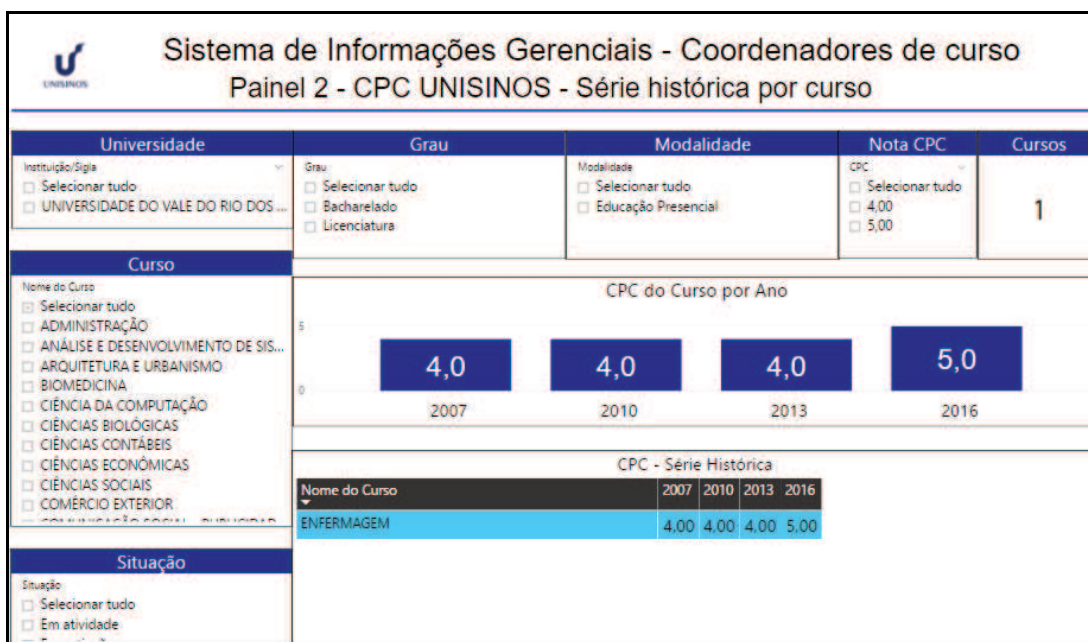 UNISINOS
Sistema de Informações Gerenciais - Coordenadores de curso
Painel 2 - CPC UNISINOS - Série histórica por curso
Universidade
Instituição/Sigla
Selecionar tudo
UNIVERSIDADE DO VALE DO RIO DOS ...
Grau
Grau
Selecionar tudo
Bacharelado
Licenciatura
Modalidade
Modalidade
Selecionar tudo
Educação Presencial
Nota CPC
CPC
Selecionar tudo
4,00
5,00
Cursos
1
Curso
Nome do Curso
Selecionar tudo
ADMINISTRAÇÃO
ANÁLISE E DESENVOLVIMENTO DE SIS...
ARQUITETURA E URBANISMO
BIOMEDICINA
CIÊNCIA DA COMPUTAÇÃO
CIÊNCIAS BIOLÓGICAS
CIÊNCIAS CONTÁBEIS
CIÊNCIAS ECONÔMICAS
CIÊNCIAS SOCIAIS
COMÉRCIO EXTERIOR
CPC do Curso por Ano
5
0
4,0 4,0 4,0 5,0
2007 2010 2013 2016
CPC - Série Histórica
Nome do Curso 2007 2010 2013 2016
ENFERMAGEM 4,00 4,00 4,00 5,00
Situação
Situação
Selecionar tudo
Em atividade